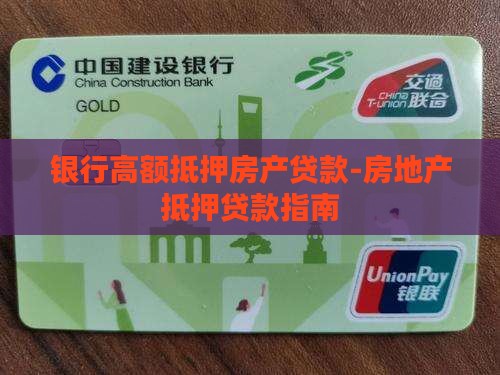 中国建设银行
China Construction Bank
GOLD
交通
CHINA
T-UNION 联合
银行高额抵押房产贷款-房地产
抵押贷款指南
UnionPay
银联